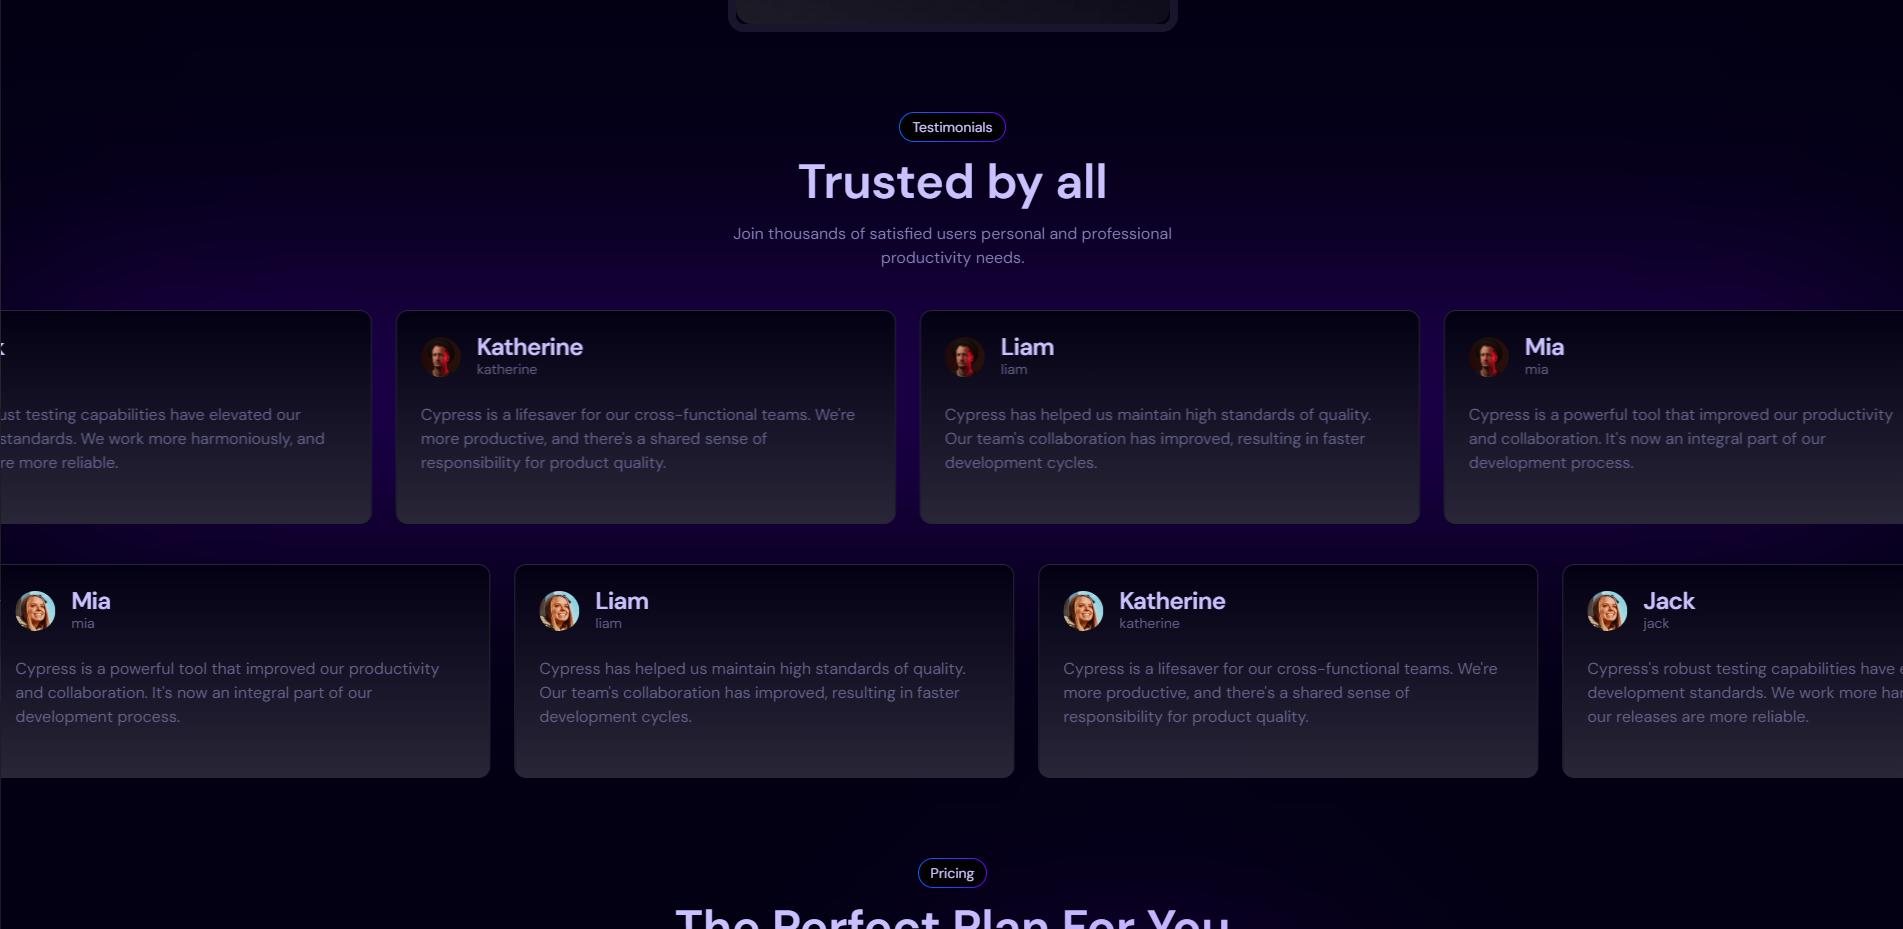 Testimonials
Trusted by all
Join thousands of satisfied users personal and professional
productivity needs.
ust testing capabilities have elevated our
standards. We work more harmoniously, and
re more reliable.
Katherine
katherine
Cypress is a lifesaver for our cross-functional teams. We're
more productive, and there's a shared sense of
responsibility for product quality.
Liam
liam
Cypress has helped us maintain high standards of quality.
Our team's collaboration has improved, resulting in faster
development cycles.
Mia
mia
Cypress is a powerful tool that improved our productivity
and collaboration. It's now an integral part of our
development process.
Mia
mia
Cypress is a powerful tool that improved our productivity
and collaboration. It's now an integral part of our
development process.
Liam
liam
Cypress has helped us maintain high standards of quality.
Our team's collaboration has improved, resulting in faster
development cycles.
Katherine
katherine
Cypress is a lifesaver for our cross-functional teams. We're
more productive, and there's a shared sense of
responsibility for product quality.
Jack
jack
Cypress's robust testing capabilities have
development standards. We work more har
our releases are more reliable.
Pricing
The Perfect Plan For You